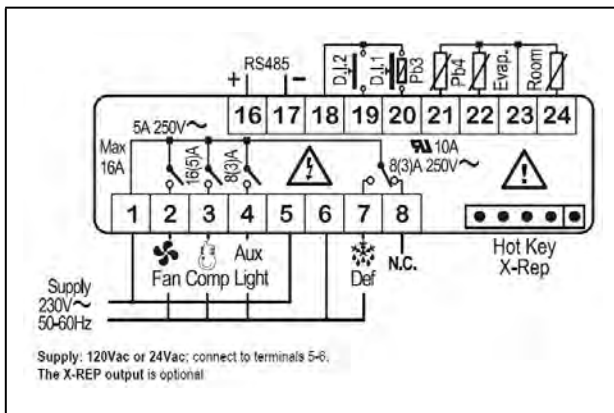 + RS485 -
D.I.2
D.I.1
Pb3
Pb4
Evap.
Room
16 17 18 19 20 21 22 23 24
5A 250V~
Max
16A
16(5)A
8(3)A
10A
8(3)A 250V~
1 2 3 4 5 6 7 8
Fan Comp Light
Aux
Def
N.C.
Hot Key
X-Rep
Supply
230V~
50-60Hz
Supply: 120Vac or 24Vac: connect to terminals 5-6.
The X-REP output is optional